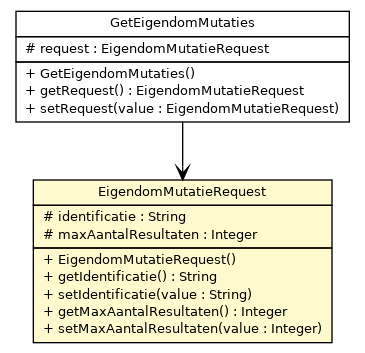 GetEigendomMutaties
# request : EigendomMutatieRequest
+ GetEigendomMutaties()
+ getRequest() : EigendomMutatieRequest
+ setRequest(value : EigendomMutatieRequest)
EigendomMutatieRequest
# identificatie : String
# maxAantalResultaten : Integer
+ EigendomMutatieRequest()
+ getIdentificatie() : String
+ setIdentificatie(value : String)
+ getMaxAantalResultaten() : Integer
+ setMaxAantalResultaten(value : Integer)